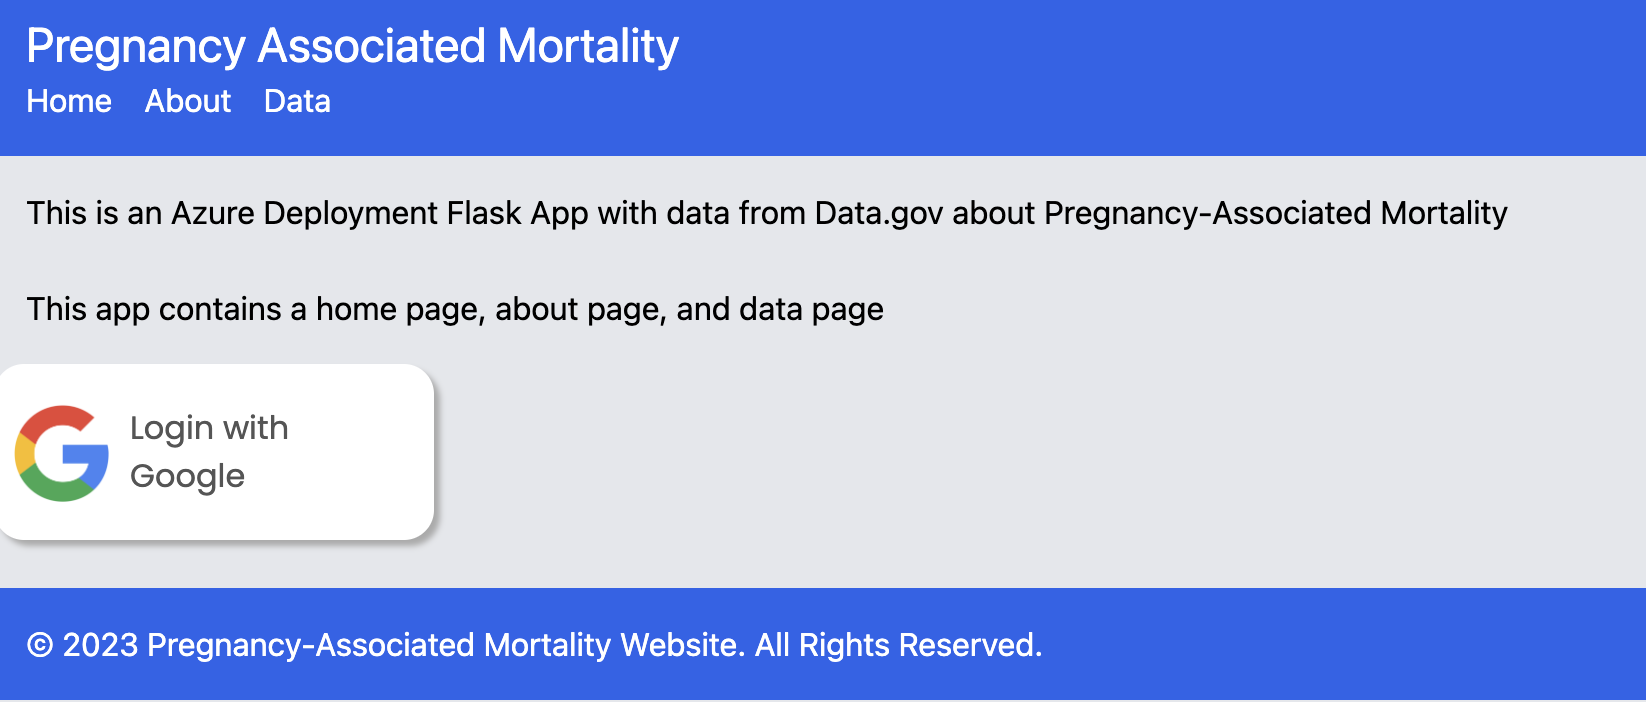 Pregnancy Associated Mortality
Home About Data
This is an Azure Deployment Flask App with data from Data.gov about Pregnancy-Associated Mortality
This app contains a home page, about page, and data page
Login with
Google
© 2023 Pregnancy-Associated Mortality Website. All Rights Reserved.